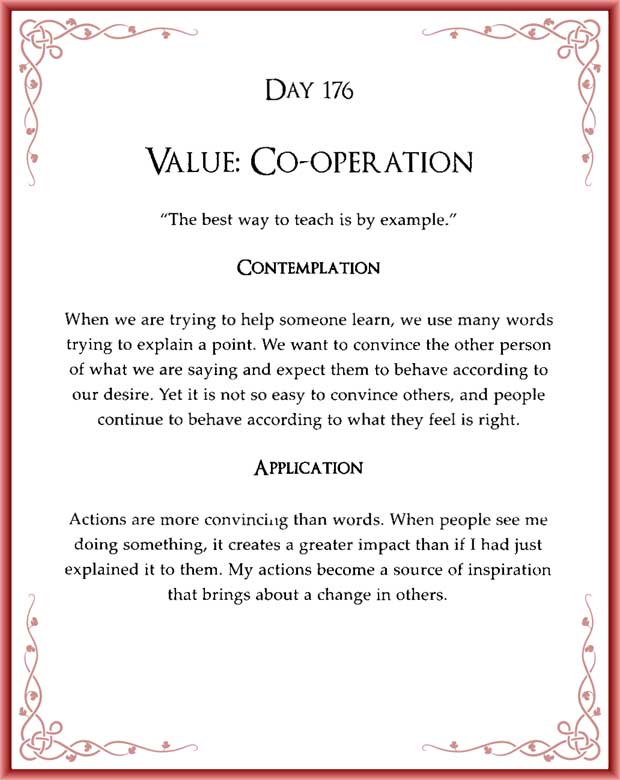 DAY 176
VALUE: CO-OPERATION
“The best way to teach is by example.”
CONTEMPLATION
When we are trying to help someone learn, we use many words
trying to explain a point. We want to convince the other person
of what we are saying and expect them to behave according to
our desire. Yet it is not so easy to convince others, and people
continue to behave according to what they feel is right.
APPLICATION
Actions are more convincing than words. When people see me
doing something, it creates a greater impact than if I had just
explained it to them. My actions become a source of inspiration
that brings about a change in others.